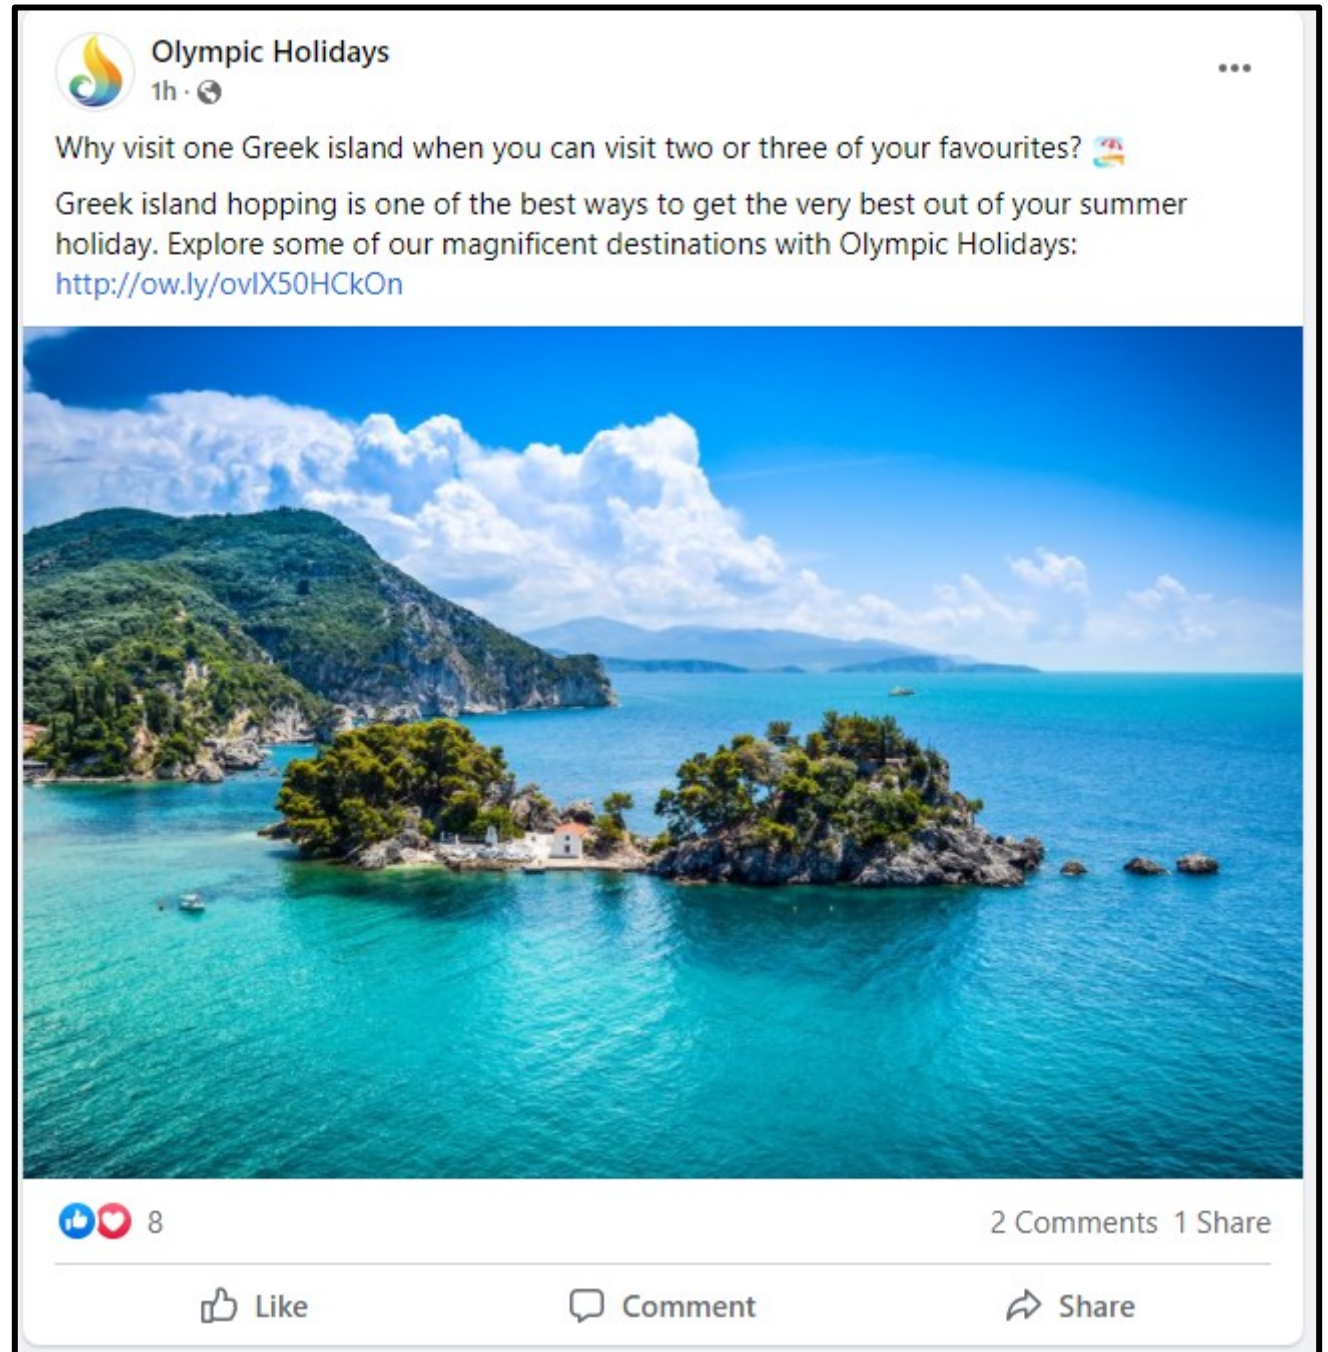 Olympic Holidays
1h ·
Why visit one Greek island when you can visit two or three of your favourites? 🏖️
Greek island hopping is one of the best ways to get the very best out of your summer
holiday. Explore some of our magnificent destinations with Olympic Holidays:
http://ow.ly/ovIX50HCkOn
8
2 Comments 1 Share
Like
Comment
Share